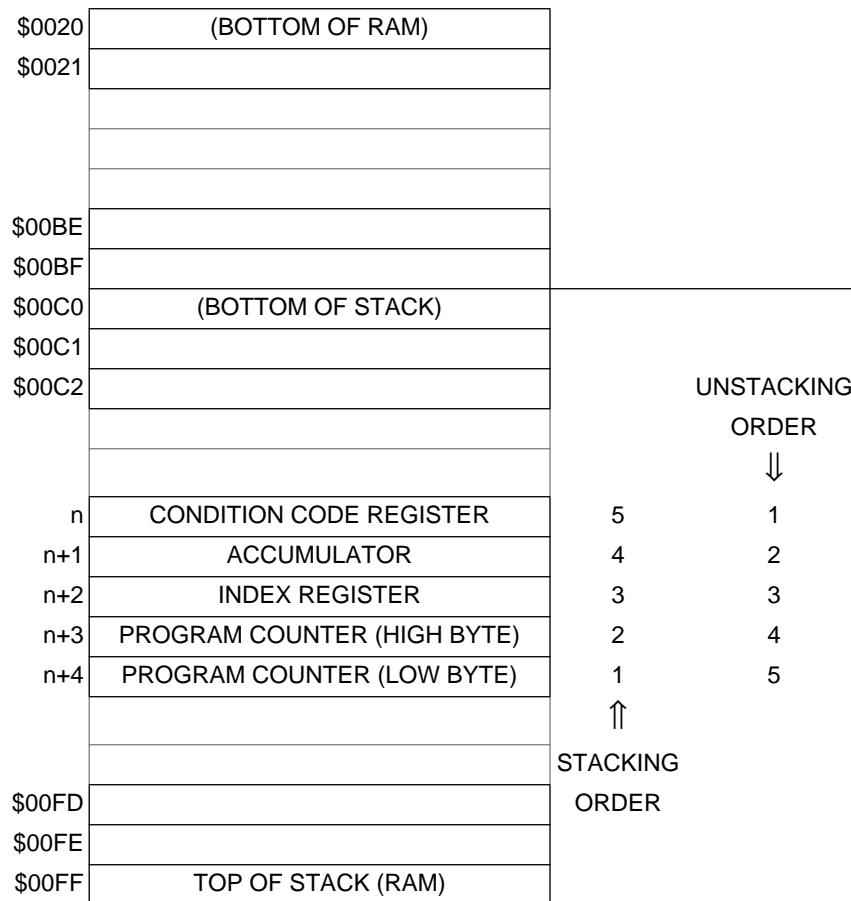 $0020 (BOTTOM OF RAM)
$0021
$00BE
$00BF
$00C0 (BOTTOM OF STACK)
$00C1
$00C2 UNSTACKING
ORDER
⇓
n CONDITION CODE REGISTER 5 1
n+1 ACCUMULATOR 4 2
n+2 INDEX REGISTER 3 3
n+3 PROGRAM COUNTER (HIGH BYTE) 2 4
n+4 PROGRAM COUNTER (LOW BYTE) 1 5
⇑
STACKING
$00FD ORDER
$00FE
$00FF TOP OF STACK (RAM)